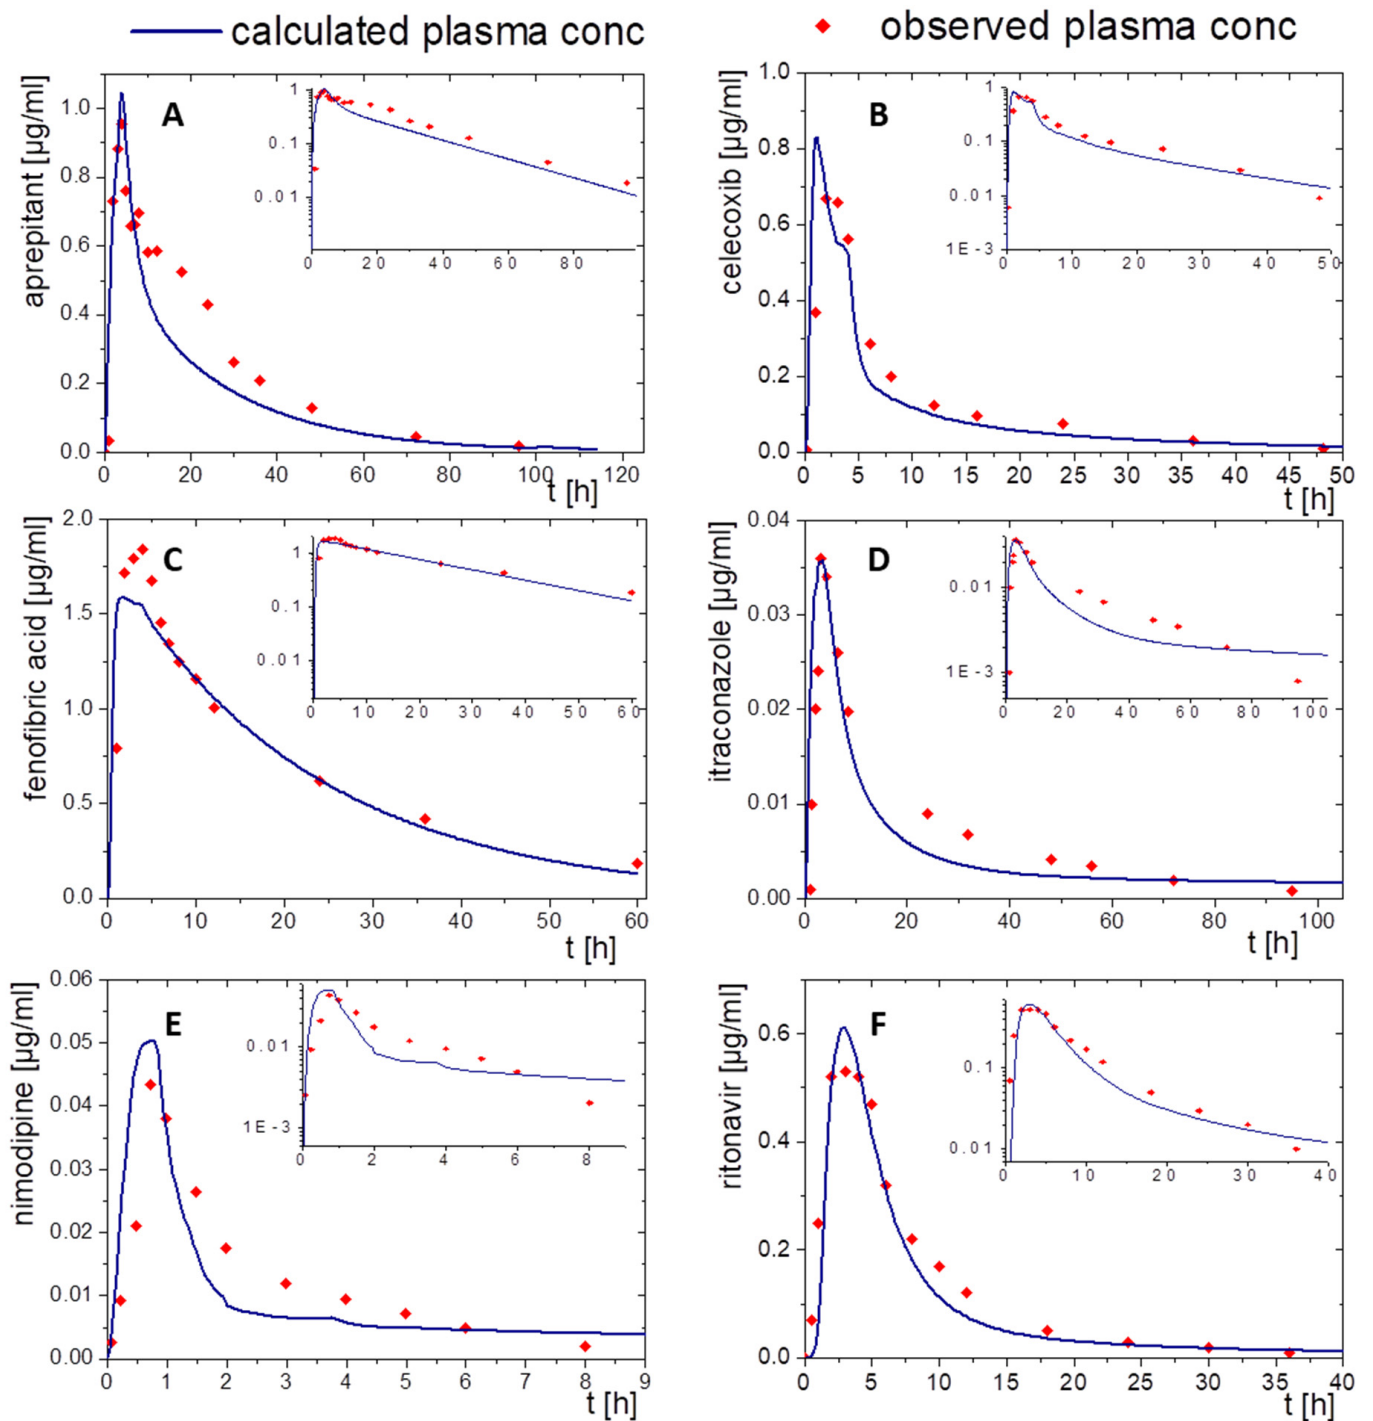 calculated plasma conc
observed plasma conc
A
aprepitant [µg/ml]
1.0
0.8
0.6
0.4
0.2
0.0
0 20 40 60 80 100 120
t [h]
1
0.1
0.01
0 20 40 60 80
B
celecoxib [µg/ml]
1.0
0.8
0.6
0.4
0.2
0.0
0 5 10 15 20 25 30 35 40 45 50
t [h]
1
0.1
0.01
1E-3
0 10 20 30 40 50
C
fenofibric acid [µg/ml]
2.0
1.5
1.0
0.5
0.0
0 10 20 30 40 50 60
t [h]
1
0.1
0.01
0 10 20 30 40 50 60
D
itraconazole [µg/ml]
0.04
0.03
0.02
0.01
0.00
0 20 40 60 80 100
t [h]
0.01
1E-3
0 20 40 60 80 100
E
nimodipine [µg/ml]
0.06
0.05
0.04
0.03
0.02
0.01
0.00
0 1 2 3 4 5 6 7 8 9
t [h]
0.01
1E-3
0 2 4 6 8
F
ritonavir [µg/ml]
0.6
0.4
0.2
0.0
0 5 10 15 20 25 30 35 40
t [h]
0.1
0.01
0 10 20 30 40